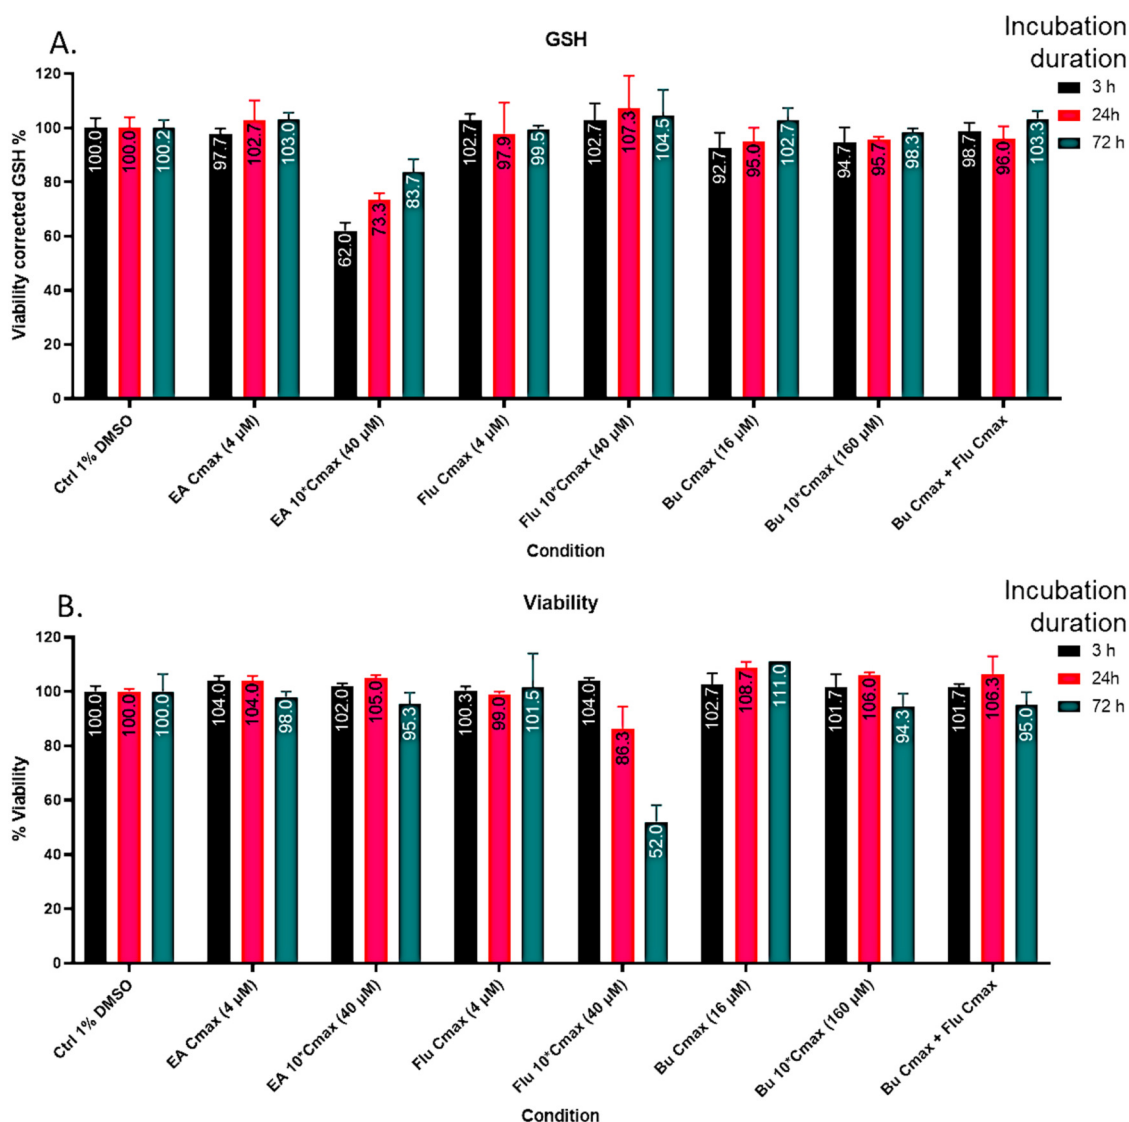 A.
GSH
Incubation
duration
3 h
24h
72 h
Viability corrected GSH %
120
100
80
60
40
20
0
100.0
100.0
100.2
97.7
102.7
103.0
62.0
73.3
83.7
102.7
97.9
99.5
102.7
107.3
104.5
92.7
95.0
102.7
94.7
95.7
98.3
98.7
96.0
103.3
Ctrl 1% DMSO
EA Cmax (4 µM)
EA 10*Cmax (40 µM)
Flu Cmax (4 µM)
Flu 10*Cmax (40 µM)
Bu Cmax (16 µM)
Bu 10*Cmax (160 µM)
Bu Cmax + Flu Cmax
Condition
B.
Viability
Incubation
duration
3 h
24h
72 h
% Viability
120
100
80
60
40
20
0
100.0
100.0
100.0
104.0
104.0
98.0
102.0
105.0
95.3
100.3
99.0
101.5
104.0
86.3
52.0
102.7
108.7
111.0
101.7
106.0
94.3
101.7
106.3
95.0
Ctrl 1% DMSO
EA Cmax (4 µM)
EA 10*Cmax (40 µM)
Flu Cmax (4 µM)
Flu 10*Cmax (40 µM)
Bu Cmax (16 µM)
Bu 10*Cmax (160 µM)
Bu Cmax + Flu Cmax
Condition